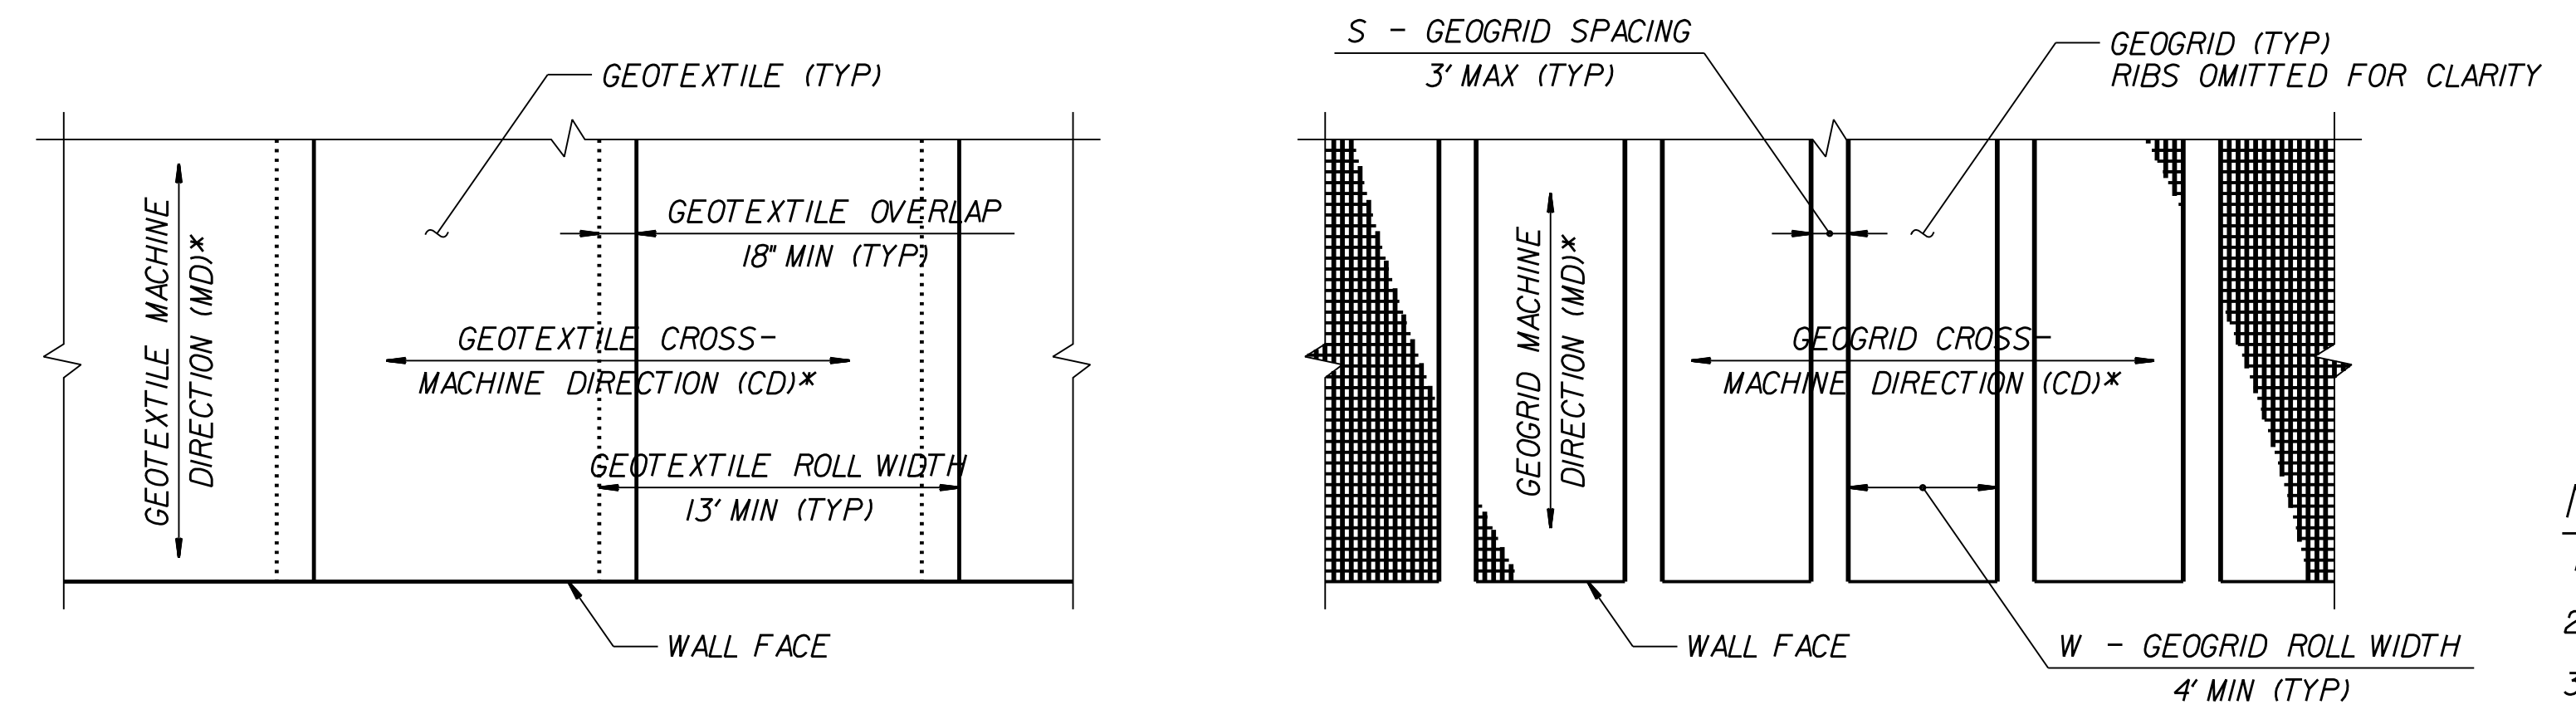 GEOTEXTILE (TYP)
GEOTEXTILE MACHINE
DIRECTION (MD)*
GEOTEXTILE OVERLAP
18" MIN (TYP)
GEOTEXTILE CROSS-
MACHINE DIRECTION (CD)*
GEOTEXTILE ROLL WIDTH
13' MIN (TYP)
WALL FACE
S - GEOGRID SPACING
3' MAX (TYP)
GEOGRID (TYP)
RIBS OMITTED FOR CLARITY
GEOGRID MACHINE
DIRECTION (MD)*
GEOGRID CROSS-
MACHINE DIRECTION (CD)*
WALL FACE
W - GEOGRID ROLL WIDTH
4' MIN (TYP)